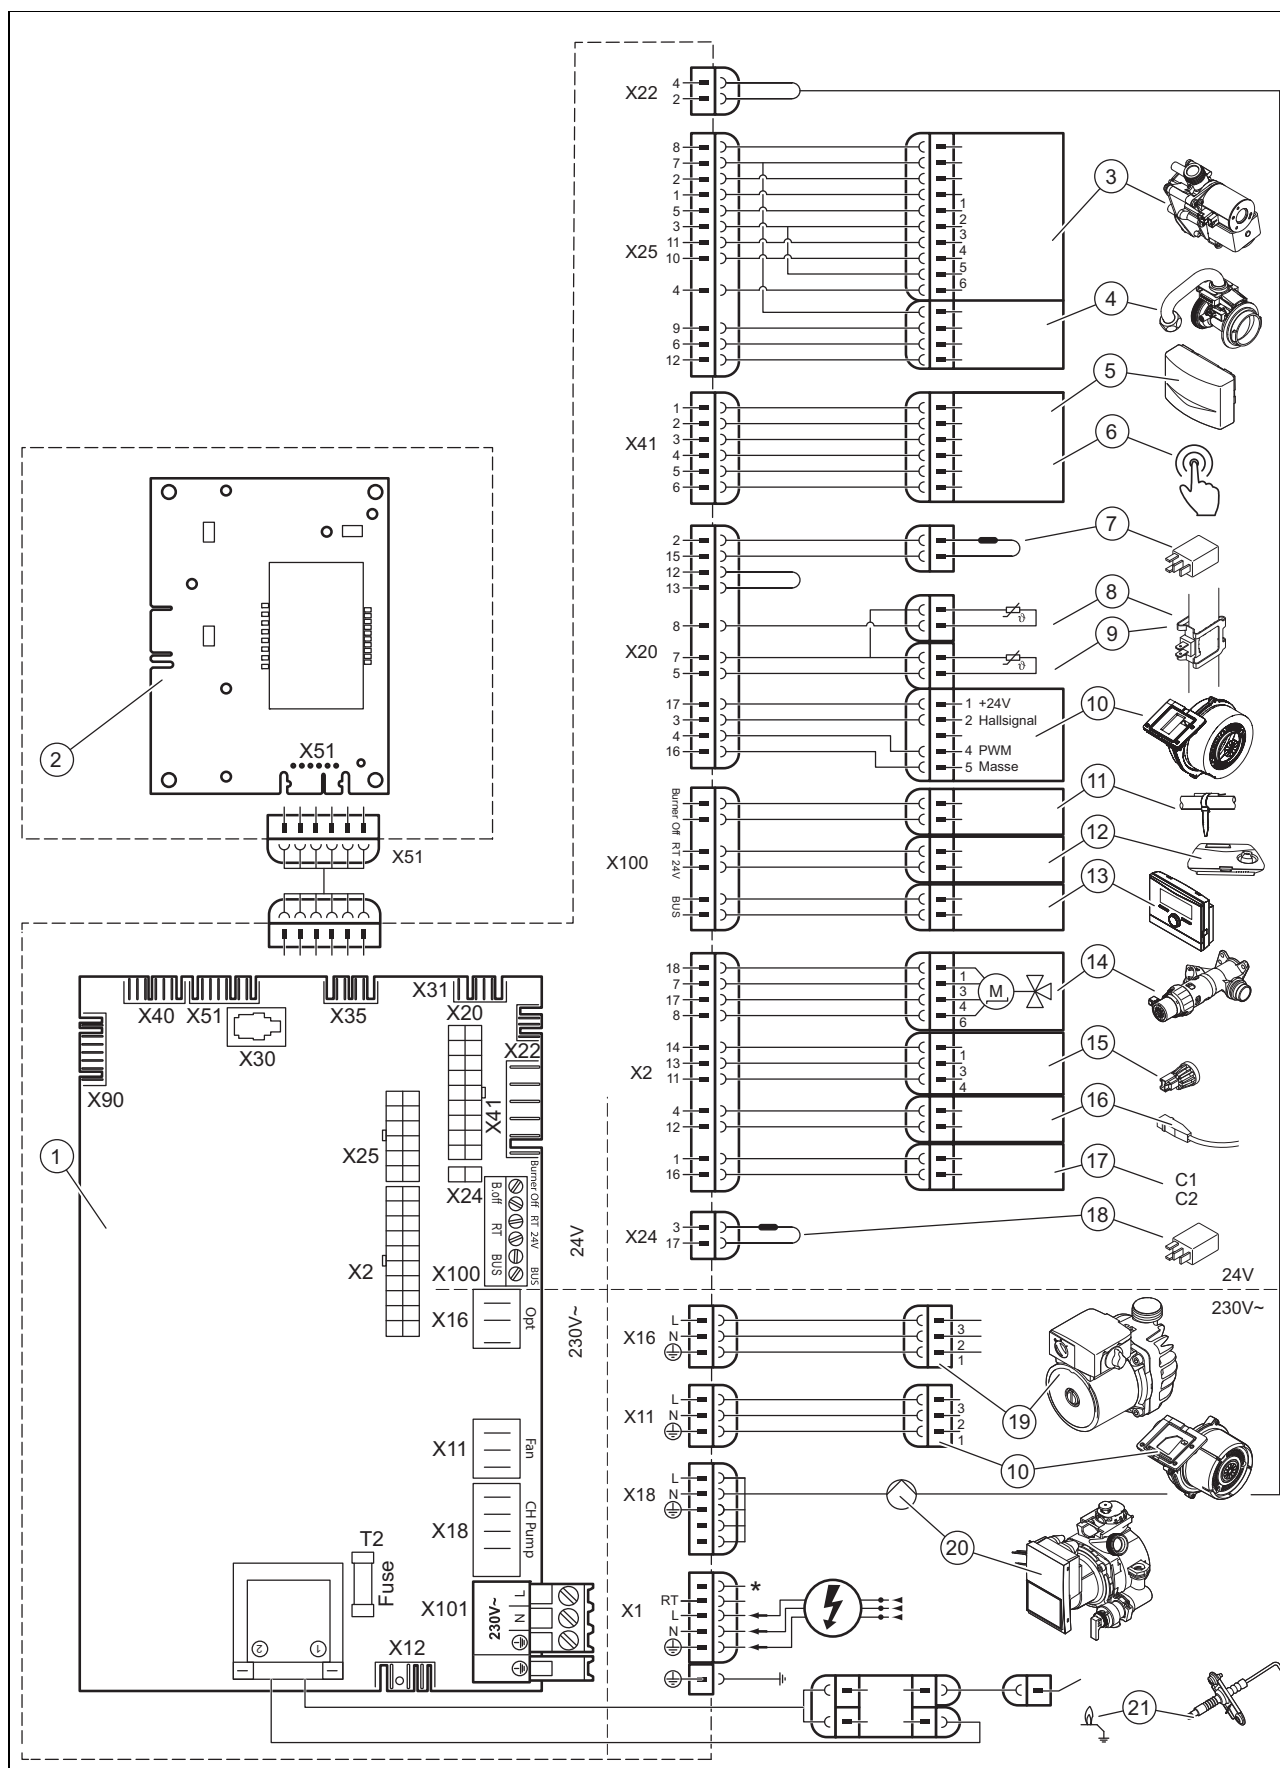 X22
4
2
X25
8
7
2
1
5
3
11
10
4
9
6
12
1
2
3
4
5
6
3
4
X41
1
2
3
4
5
6
5
6
X20
2
15
12
13
8
7
5
17
3
4
16
ϑ
ϑ
1 +24V
2 Hallsignal
4 PWM
5 Masse
7
8
9
10
X100
Burner Off
RT 24V
BUS
11
12
13
X2
18
7
17
8
14
13
11
4
12
1
16
1
3
4
6
M
1
3
4
14
15
16
17
C1
C2
X24
3
17
18
24V
230V~
X16
L
N
3
2
1
19
X11
L
N
3
2
1
10
X18
L
N
20
X1
*
RT
L
N
21
2
X51
X51
1
X40
X51
X30
X35
X31
X20
X22
X90
X41
X25
X24
X2
X100
B.off
RT
BUS
Burner Off
RT 24V
BUS
24V
230V~
X16
Opt
X11
Fan
X18
CH Pump
T2
Fuse
X101
230V~
L
N
X12
2
1